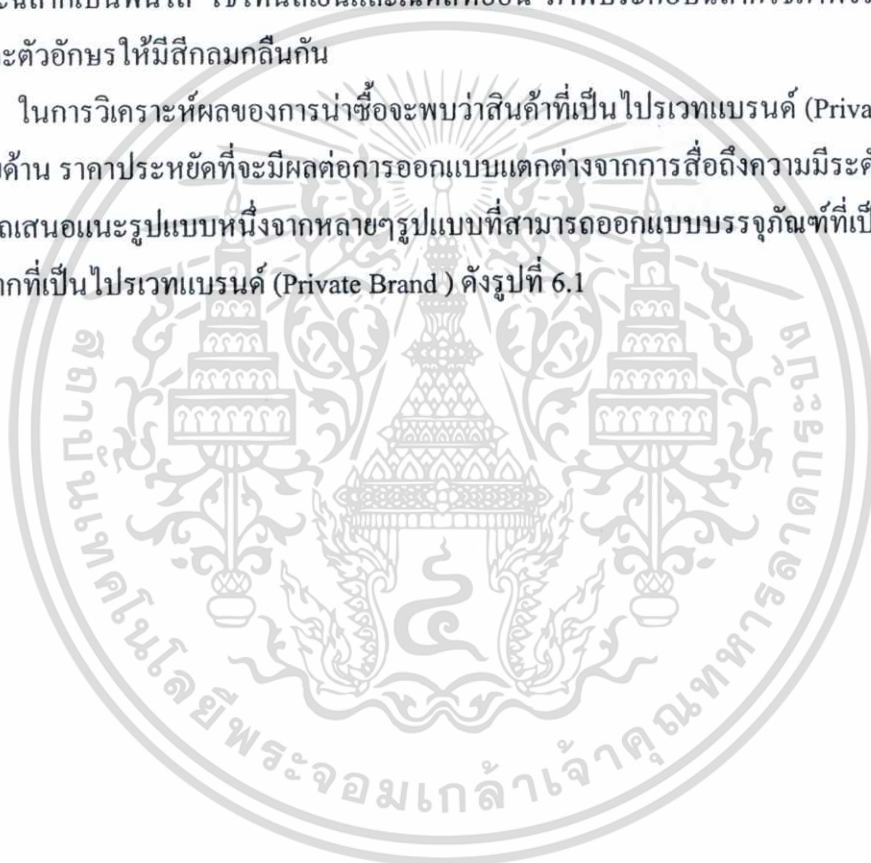 ะตัวอักษรให้มีสีกลมกลืนกัน
ในการวิเคราะห์ผลของการน่าซื้อจะพบว่าสินค้าที่เป็นไปรเวทแบรนด์ (Priva
ด้าน ราคาประหยัดที่จะมีผลต่อการออกแบบแตกต่างจากการสื่อถึงความมีระดั
ถเสนอแนะรูปแบบหนึ่งจากหลายๆรูปแบบที่สามารถออกแบบบรรจุภัณฑ์ที่เป็
ากที่เป็นไปรเวทแบรนด์ (Private Brand ) ดังรูปที่ 6.1
สถาบันเทคโนโลยีพระจอมเกล้าเจ้าคุณทหารลาดกระบัง